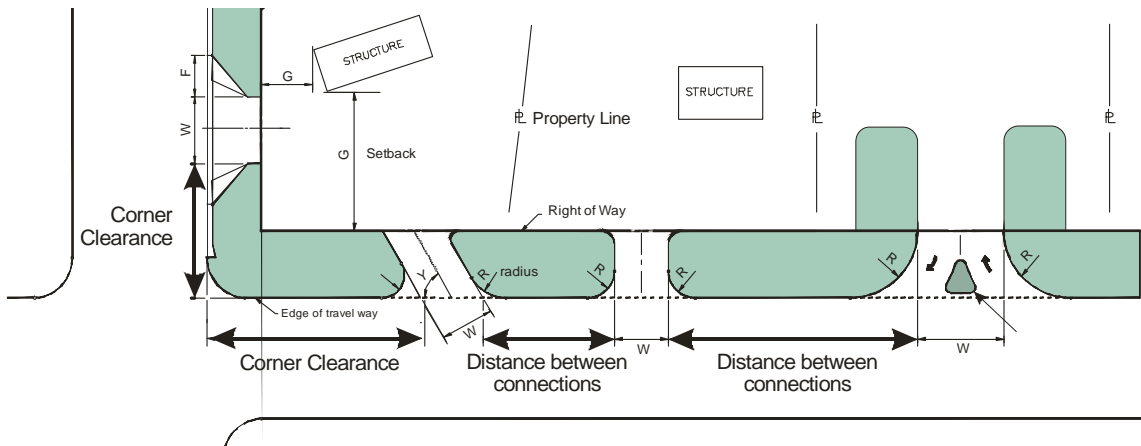 STRUCTURE
F
G
STRUCTURE
℄ Property Line
℄
℄
W
G
Setback
Corner
Clearance
Right of Way
Y
R
radius
R
R
R
R
Edge of travel way
W
Corner Clearance
Distance between
connections
W
Distance between
connections
W